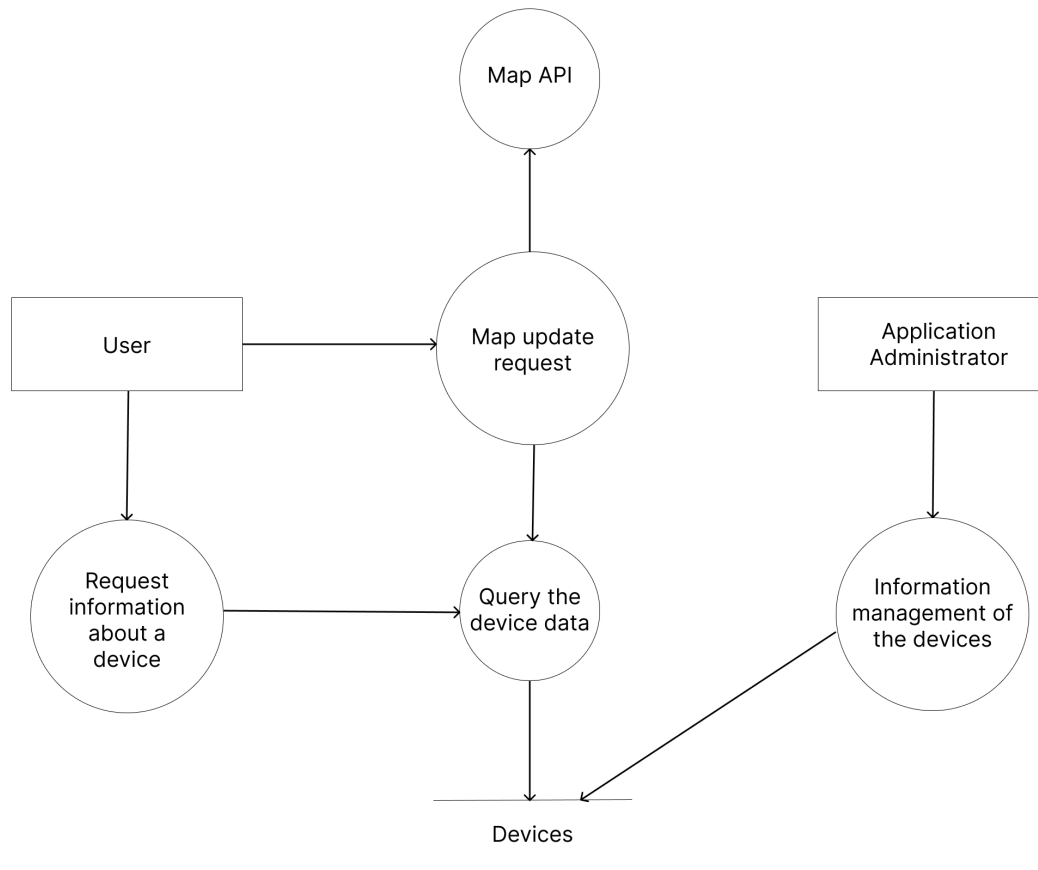 Map API
User
Map update
request
Application
Administrator
Request
information
about a
device
Query the
device data
Information
management of
the devices
Devices